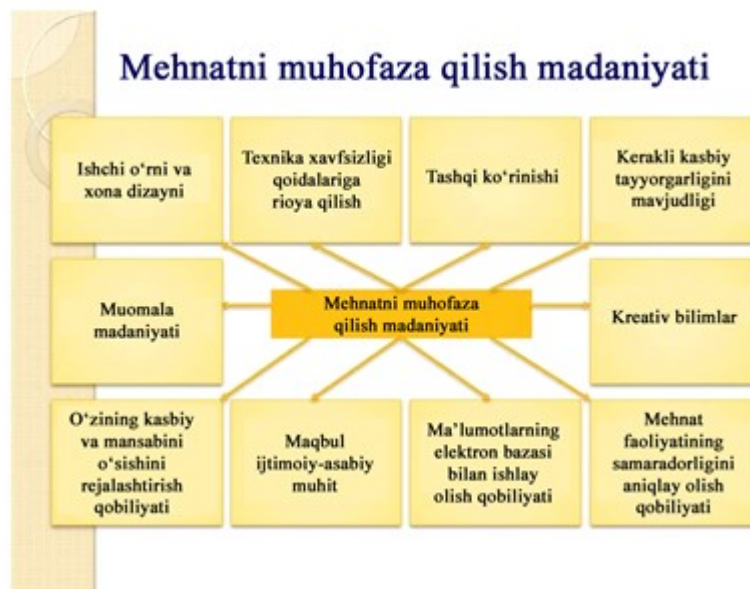 Mehnatni muhofaza qilish madaniyati
Ishchi o‘rni va
xona dizayni
Texnika xavfsizligi
qoidalariga
rioya qilish
Tashqi ko‘rinishi
Kerakli kasbiy
tayyorgarligini
mavjudligi
Muomala
madaniyati
Mehnatni muhofaza
qilish madaniyati
Kreativ bilimlar
O‘zining kasbiy
va mansabini
o‘sishini
rejalashtirish
qobiliyati
Maqbul
ijtimoiy-asabiy
muhit
Ma’lumotlarning
elektron bazasi
bilan ishlay
olish qobiliyati
Mehnat
faoliyatining
samaradorligini
aniqlay olish
qobiliyati